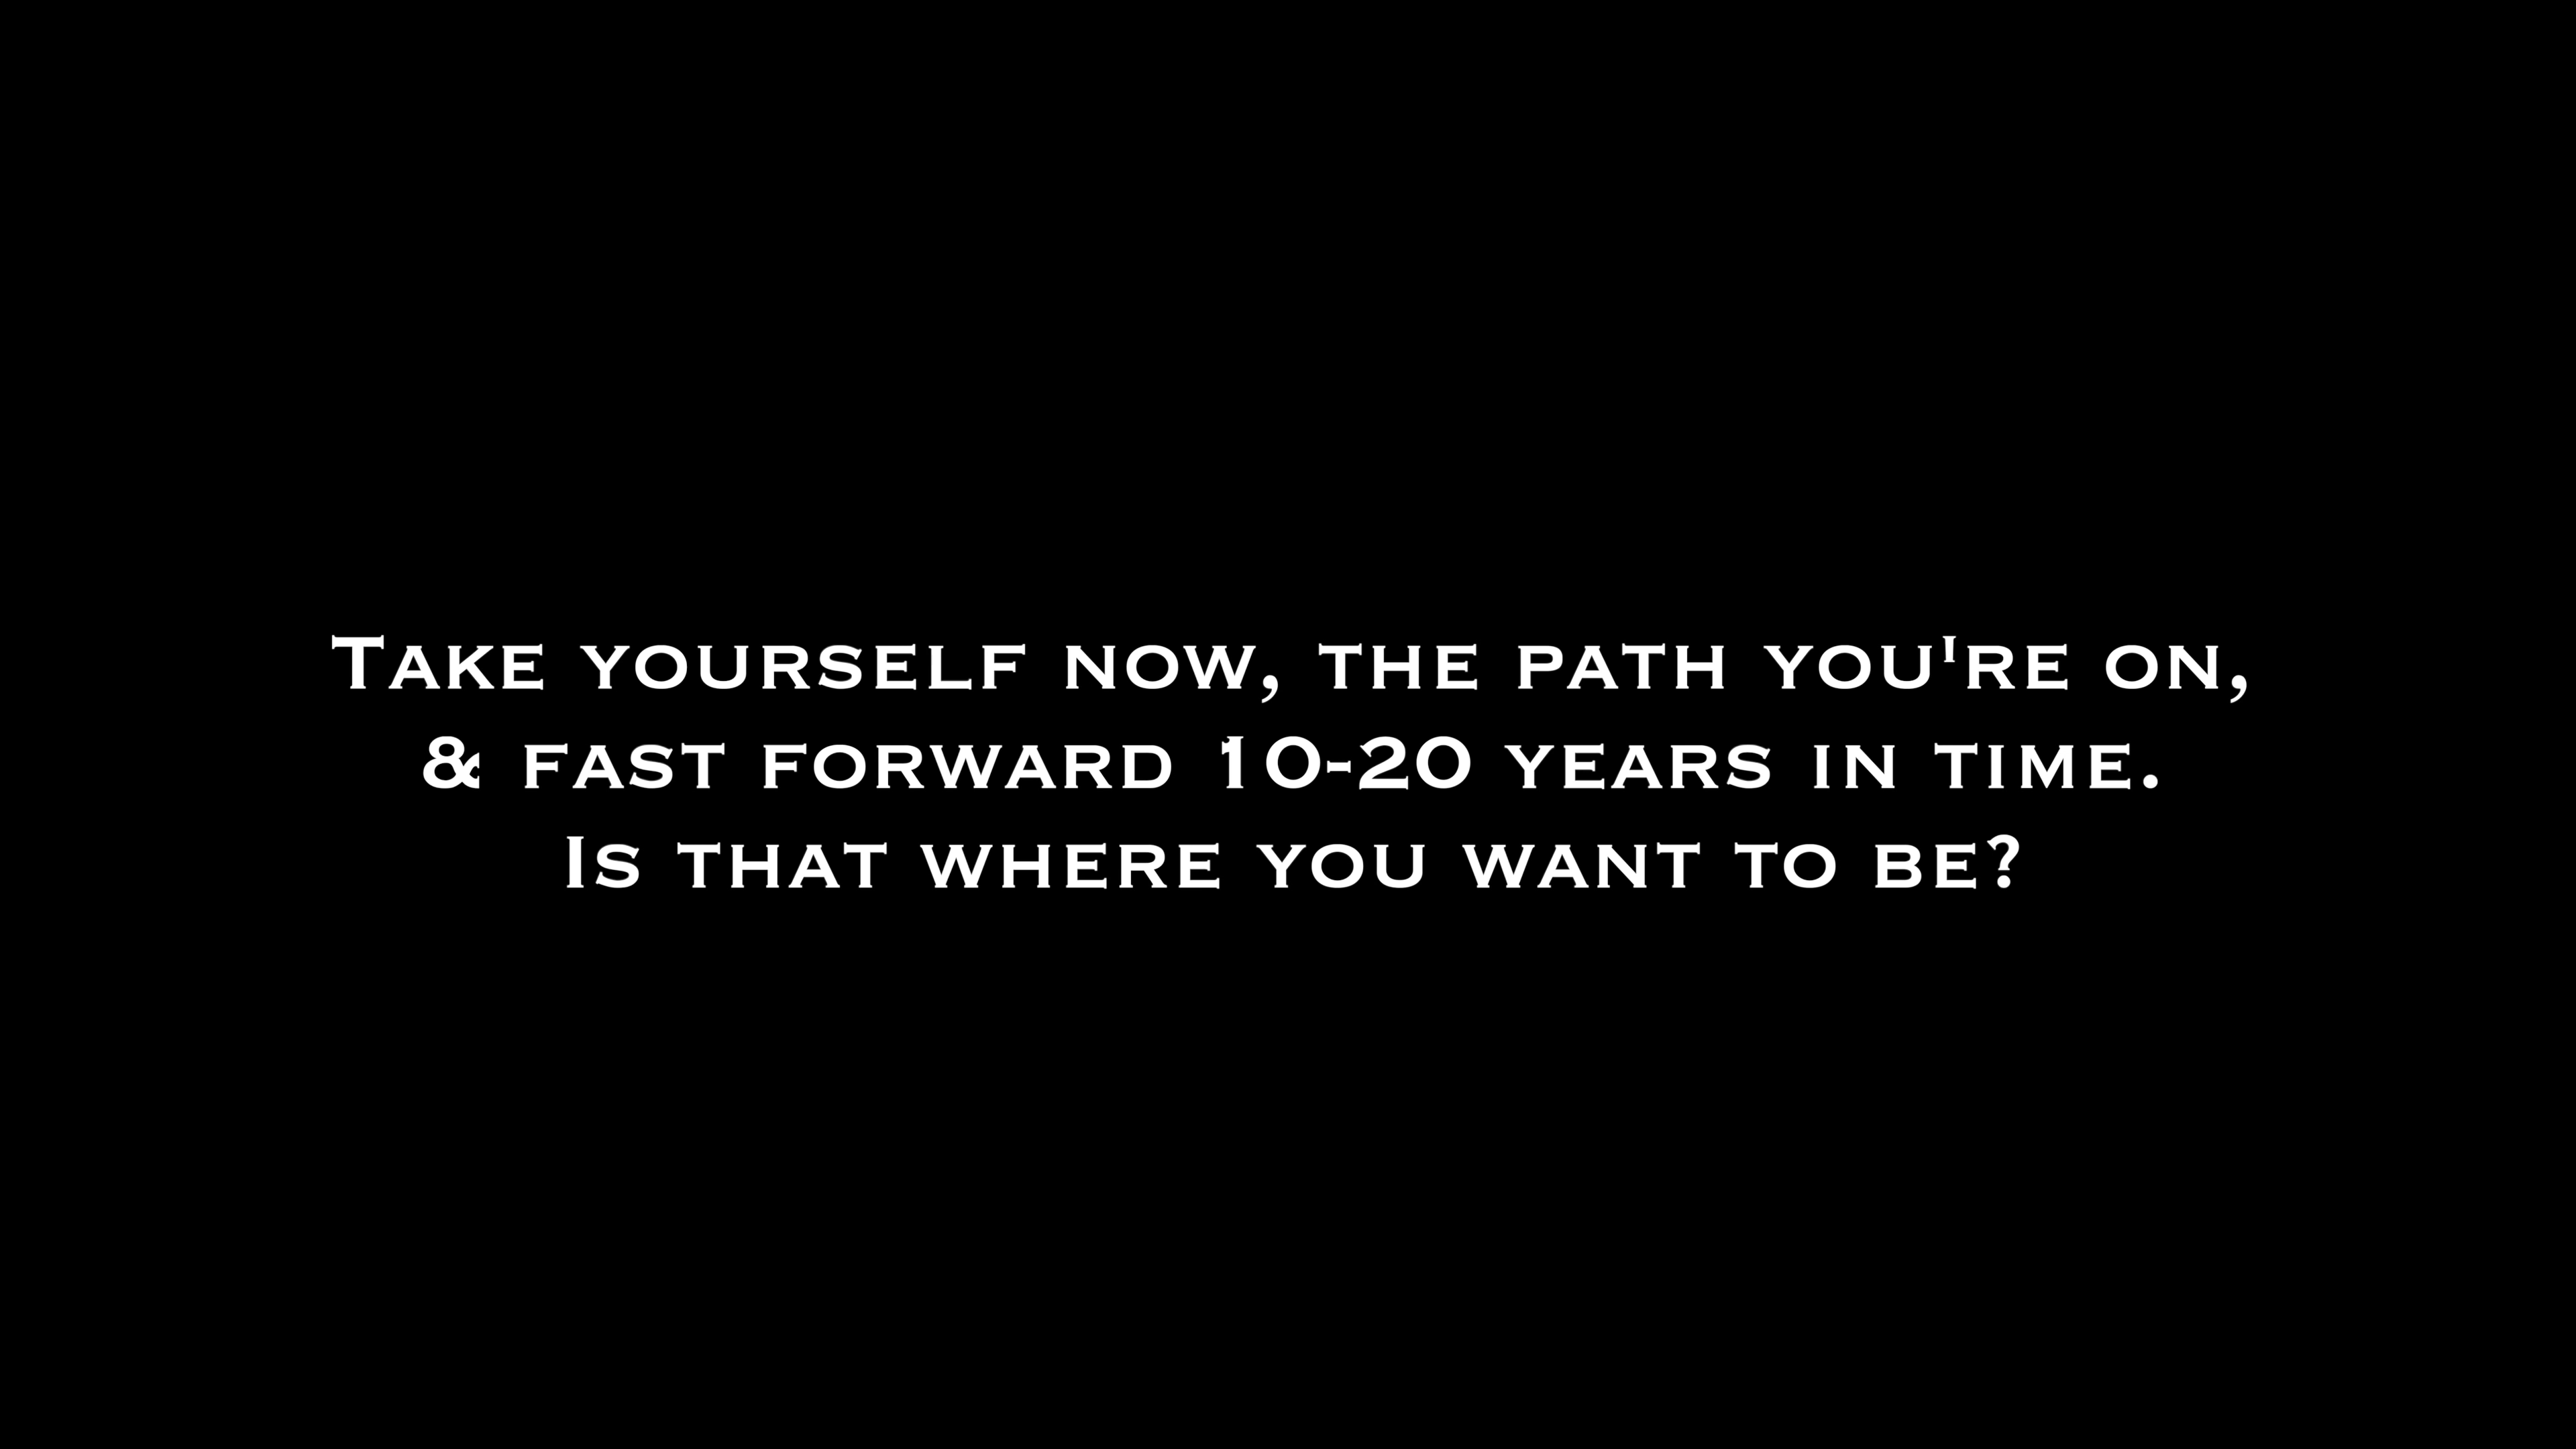 Take yourself now, the path you're on,
& fast forward 10-20 years in time.
Is that where you want to be?